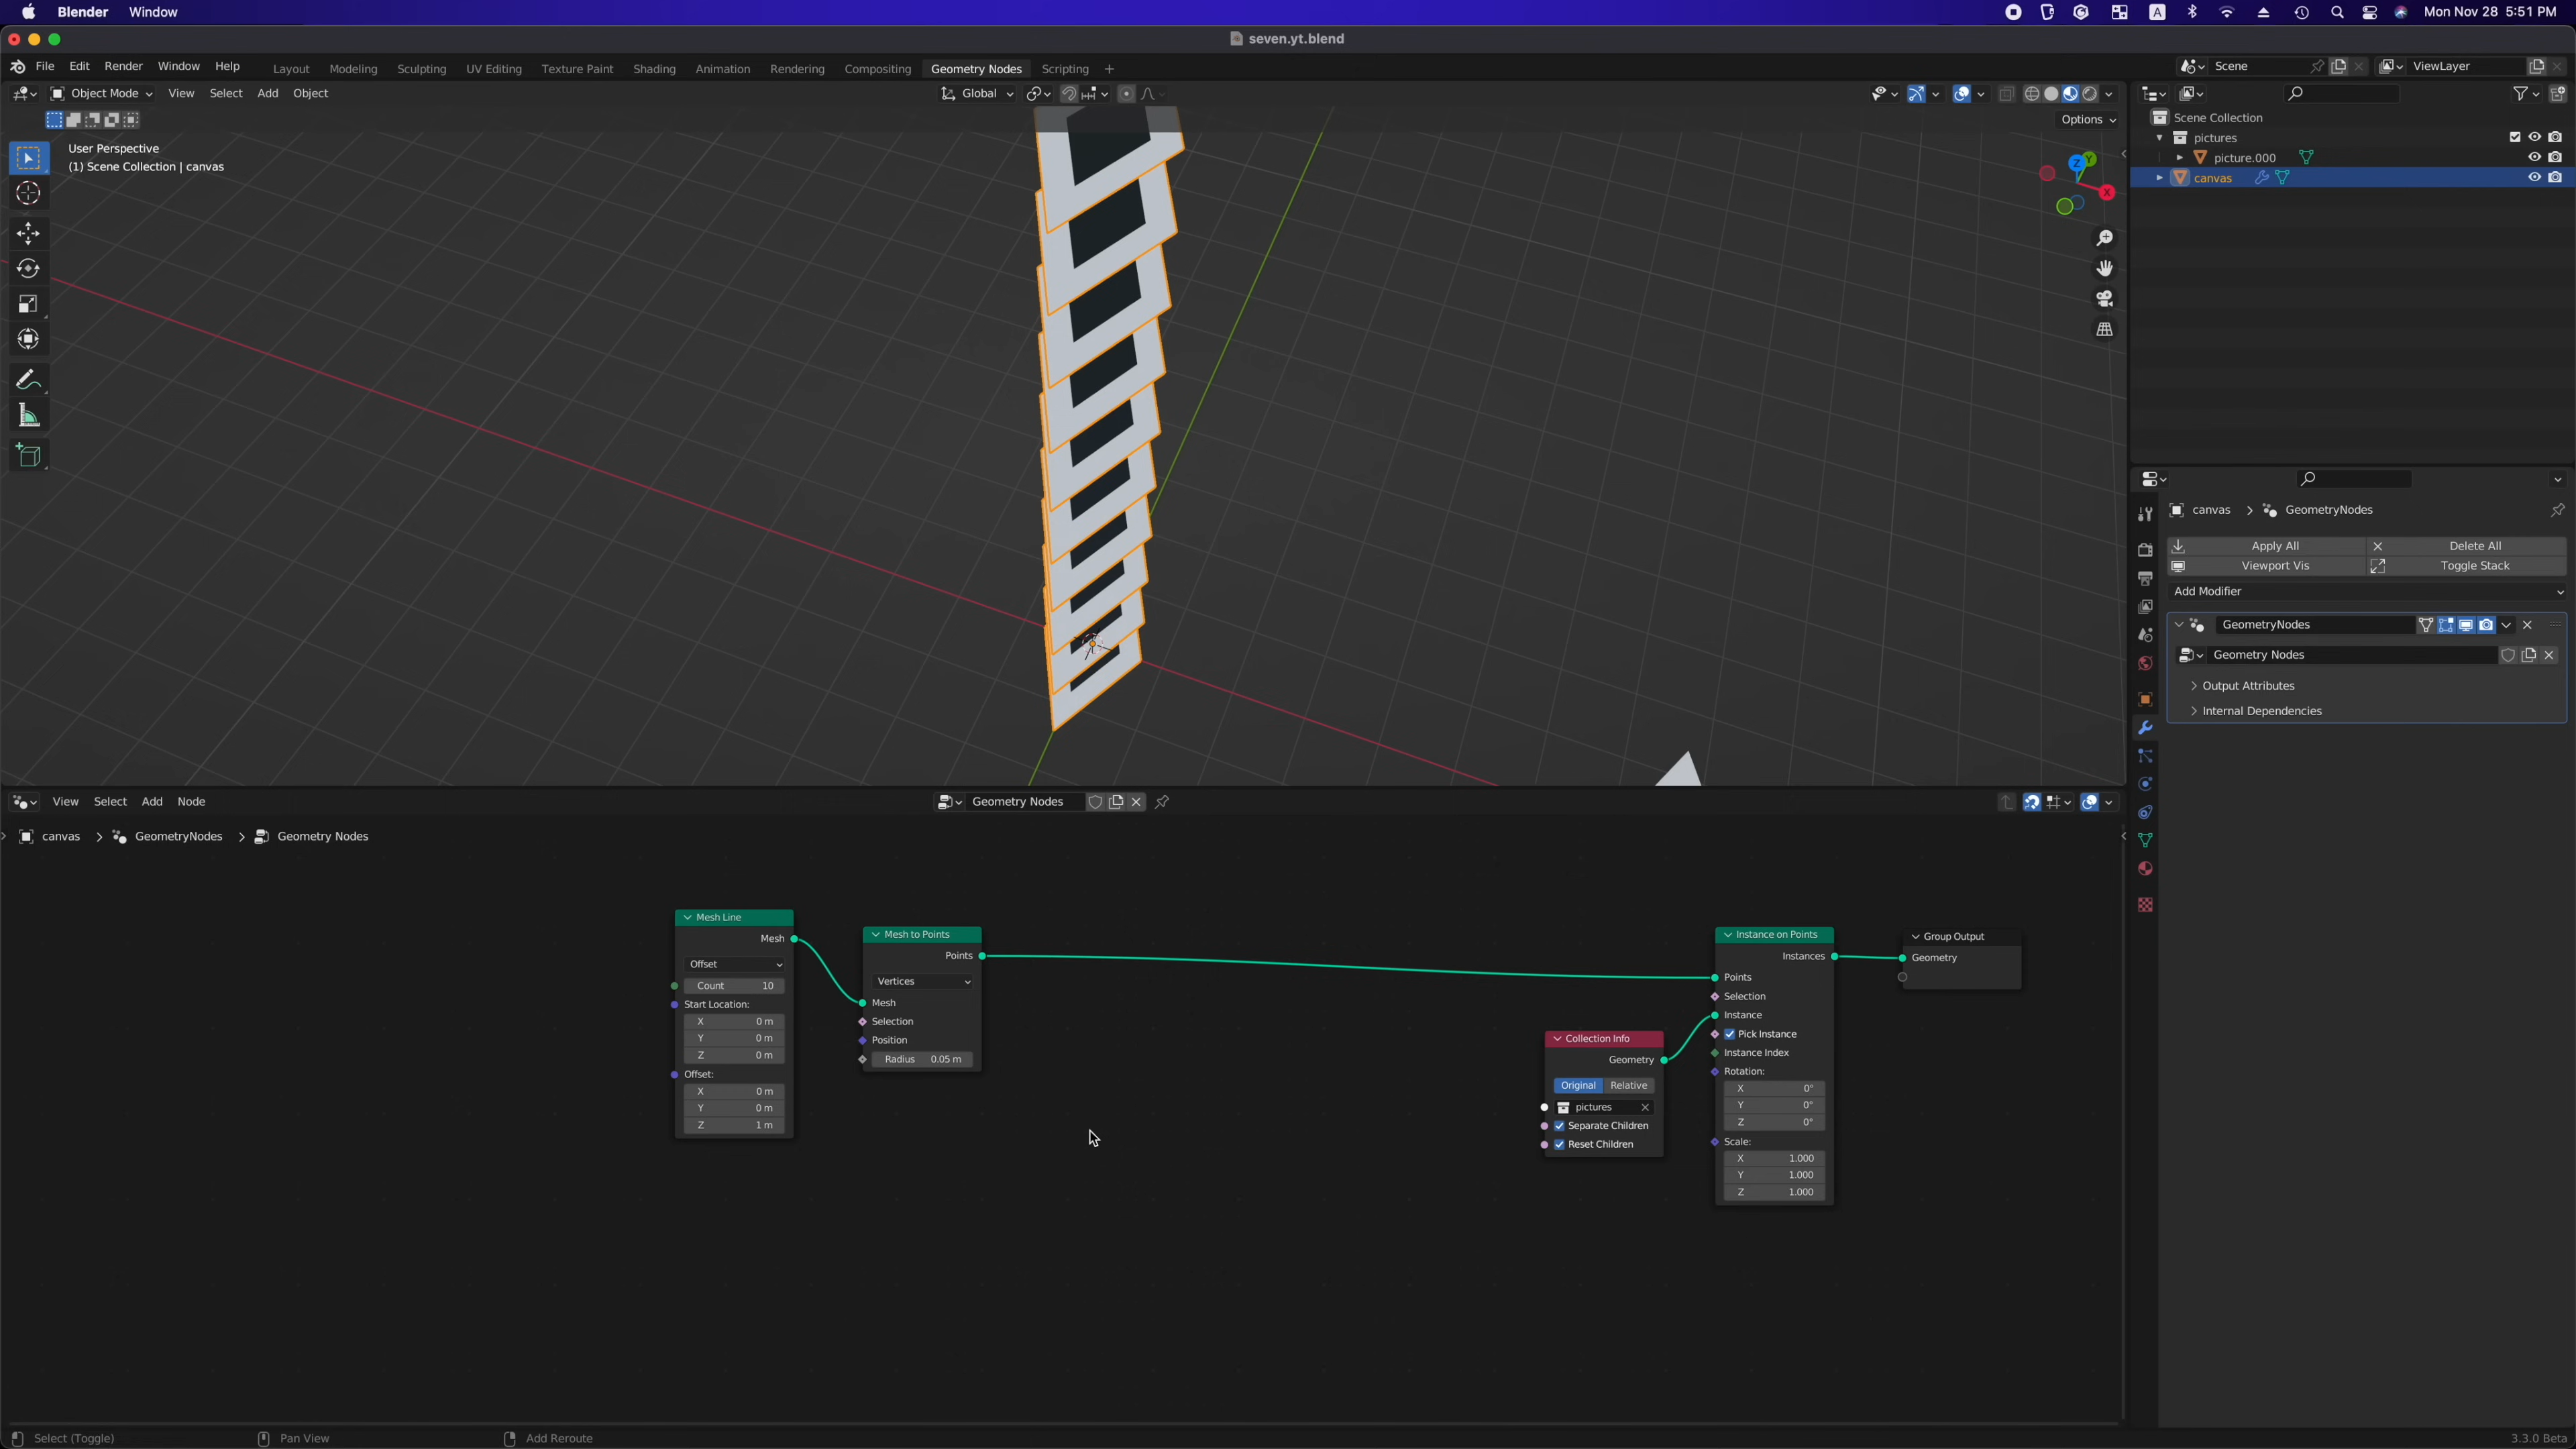 Blender Window
A
Mon Nov 28 5:51 PM
seven.yt.blend
File Edit Render Window Help
Layout Modeling Sculpting UV Editing Texture Paint Shading Animation Rendering Compositing Geometry Nodes Scripting +
Scene
ViewLayer
Object Mode View Select Add Object
Global
Options
User Perspective
(1) Scene Collection | canvas
Z
Y
X
Scene Collection
pictures
picture.000
canvas
canvas > GeometryNodes
Apply All
Delete All
Viewport Vis
Toggle Stack
Add Modifier
GeometryNodes
Geometry Nodes
Output Attributes
Internal Dependencies
View Select Add Node
Geometry Nodes
canvas > GeometryNodes > Geometry Nodes
Mesh Line
Mesh
Offset
Count 10
Start Location:
X 0 m
Y 0 m
Z 0 m
Offset:
X 0 m
Y 0 m
Z 1 m
Mesh to Points
Points
Vertices
Mesh
Selection
Position
Radius 0.05 m
Collection Info
Geometry
Original Relative
pictures
Separate Children
Reset Children
Instance on Points
Instances
Points
Selection
Instance
Pick Instance
Instance Index
Rotation:
X 0°
Y 0°
Z 0°
Scale:
X 1.000
Y 1.000
Z 1.000
Group Output
Geometry
Select (Toggle)
Pan View
Add Reroute
3.3.0 Beta